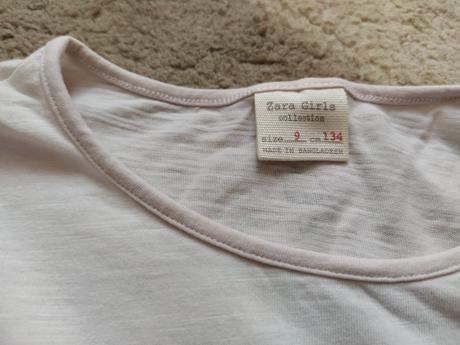 Zara Girls
collection
size....9....cm 134
MADE IN BANGLADESH